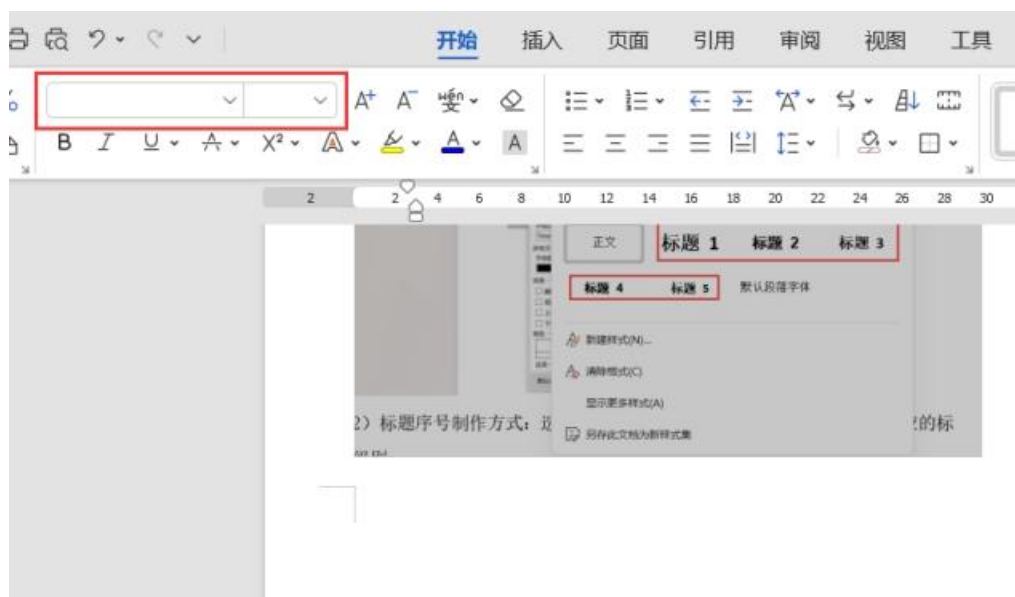 开始 插入 页面 引用 审阅 视图 工具
A+ A- wén 变
B I U A X² A A A
2 2 4 6 8 10 12 14 16 18 20 22 24 26 28 30
正文 标题 1 标题 2 标题 3
标题 4 标题 5 默认段落字体
新建样式(N)...
清除格式(C)
显示更多样式(A)
2）标题序号制作方式：选 的标
另存此文档为新样式集